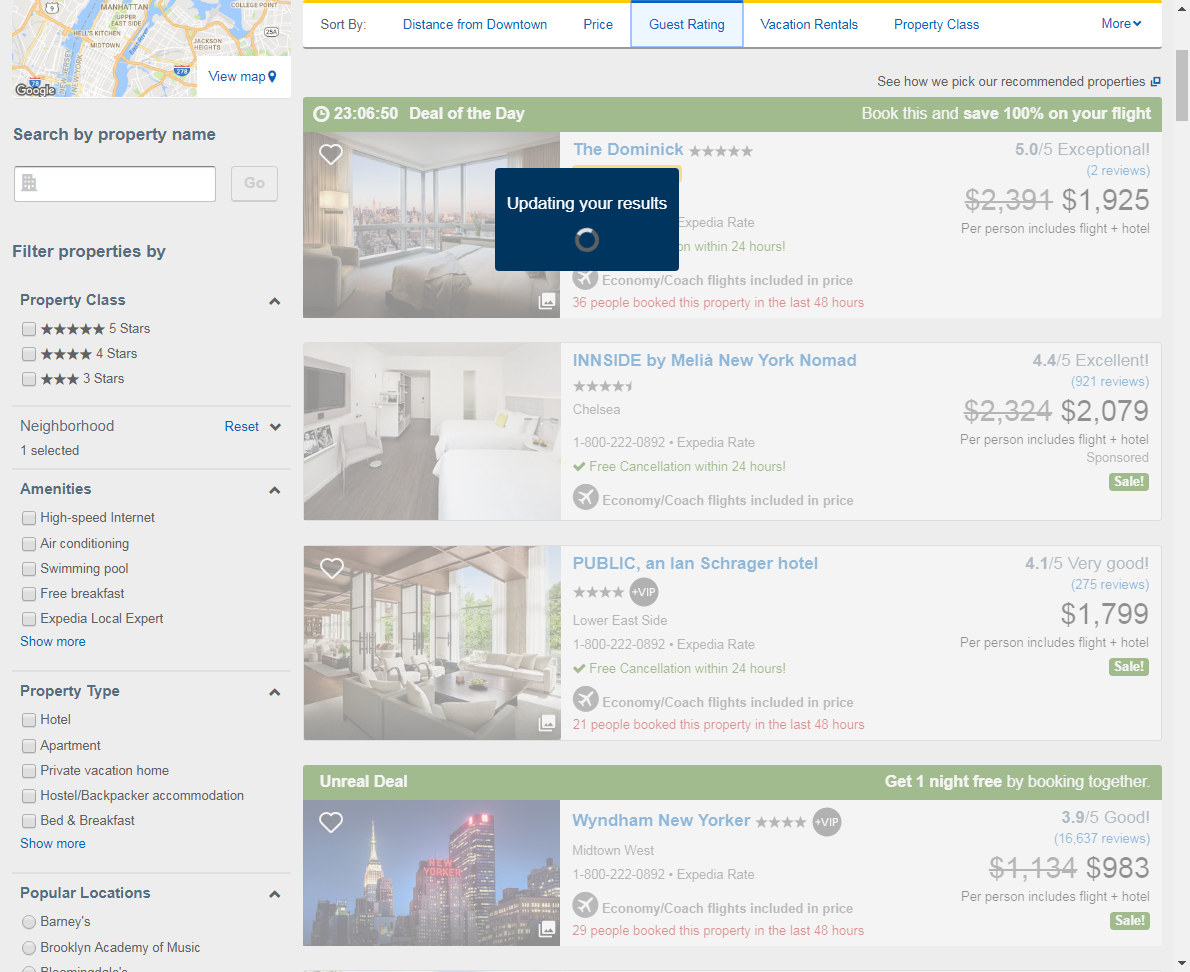 MANHATTAN
COLLEGE POINT
9
UPPER
EAST SIDE
HELL'S KITCHEN
25A
MIDTOWN
JACKSON
HEIGHTS
278
NEW JERSEY
NEW YORK
78
Google
View map
Search by property name
Go
Filter properties by
Property Class
5 Stars
4 Stars
3 Stars
Neighborhood Reset
1 selected
Amenities
High-speed Internet
Air conditioning
Swimming pool
Free breakfast
Expedia Local Expert
Show more
Property Type
Hotel
Apartment
Private vacation home
Hostel/Backpacker accommodation
Bed & Breakfast
Show more
Popular Locations
Barney's
Brooklyn Academy of Music
Bloomingdale's
Sort By: Distance from Downtown Price Guest Rating Vacation Rentals Property Class More
See how we pick our recommended properties
23:06:50 Deal of the Day Book this and save 100% on your flight
The Dominick 5.0/5 Exceptional!
(2 reviews)
Updating your results
$2,391 $1,925
Expedia Rate
Per person includes flight + hotel
on within 24 hours!
Economy/Coach flights included in price
36 people booked this property in the last 48 hours
INNSIDE by Melià New York Nomad 4.4/5 Excellent!
(921 reviews)
Chelsea $2,324 $2,079
1-800-222-0892 • Expedia Rate Per person includes flight + hotel
Sponsored
Free Cancellation within 24 hours!
Sale!
Economy/Coach flights included in price
PUBLIC, an Ian Schrager hotel 4.1/5 Very good!
+VIP (275 reviews)
Lower East Side $1,799
1-800-222-0892 • Expedia Rate Per person includes flight + hotel
Free Cancellation within 24 hours! Sale!
Economy/Coach flights included in price
21 people booked this property in the last 48 hours
Unreal Deal Get 1 night free by booking together.
Wyndham New Yorker +VIP 3.9/5 Good!
(16,637 reviews)
Midtown West
$1,134 $983
1-800-222-0892 • Expedia Rate
Per person includes flight + hotel
Economy/Coach flights included in price
Sale!
29 people booked this property in the last 48 hours
NEW
YORKER